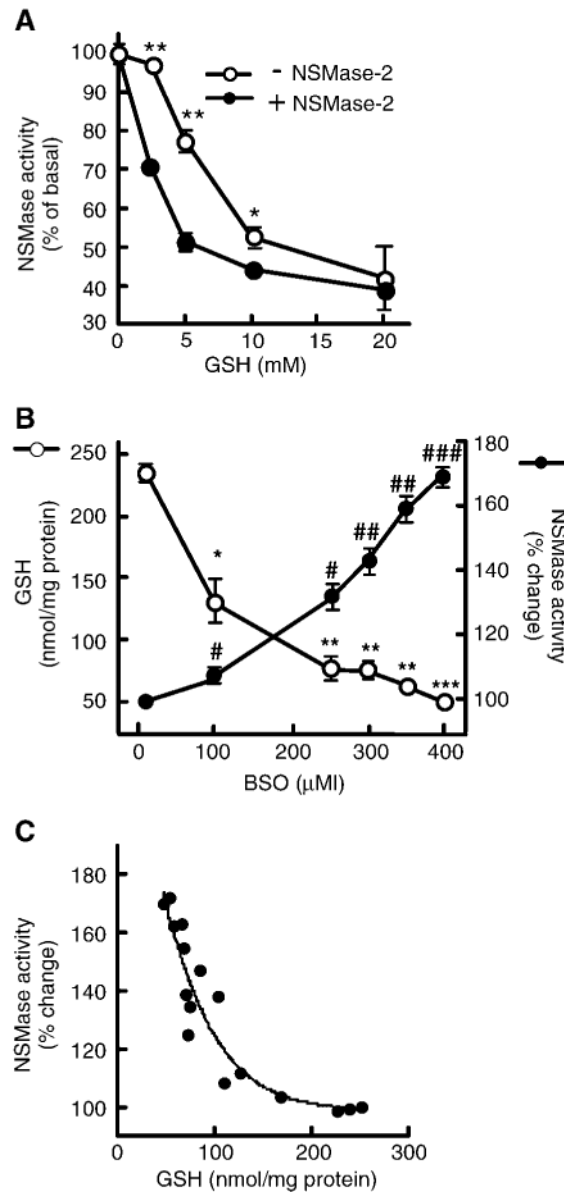 A
NSMase activity
(% of basal)
100
90
80
70
60
50
40
30
**
**
*
- NSMase-2
+ NSMase-2
0 5 10 15 20
GSH (mM)
B
GSH
(nmol/mg protein)
250
200
150
100
50
*
**
**
**
***
#
#
##
##
###
180
160
140
120
100
NSMase activity
(% change)
0 100 200 300 400
BSO (μMl)
C
NSMase activity
(% change)
180
160
140
120
100
0 100 200 300
GSH (nmol/mg protein)